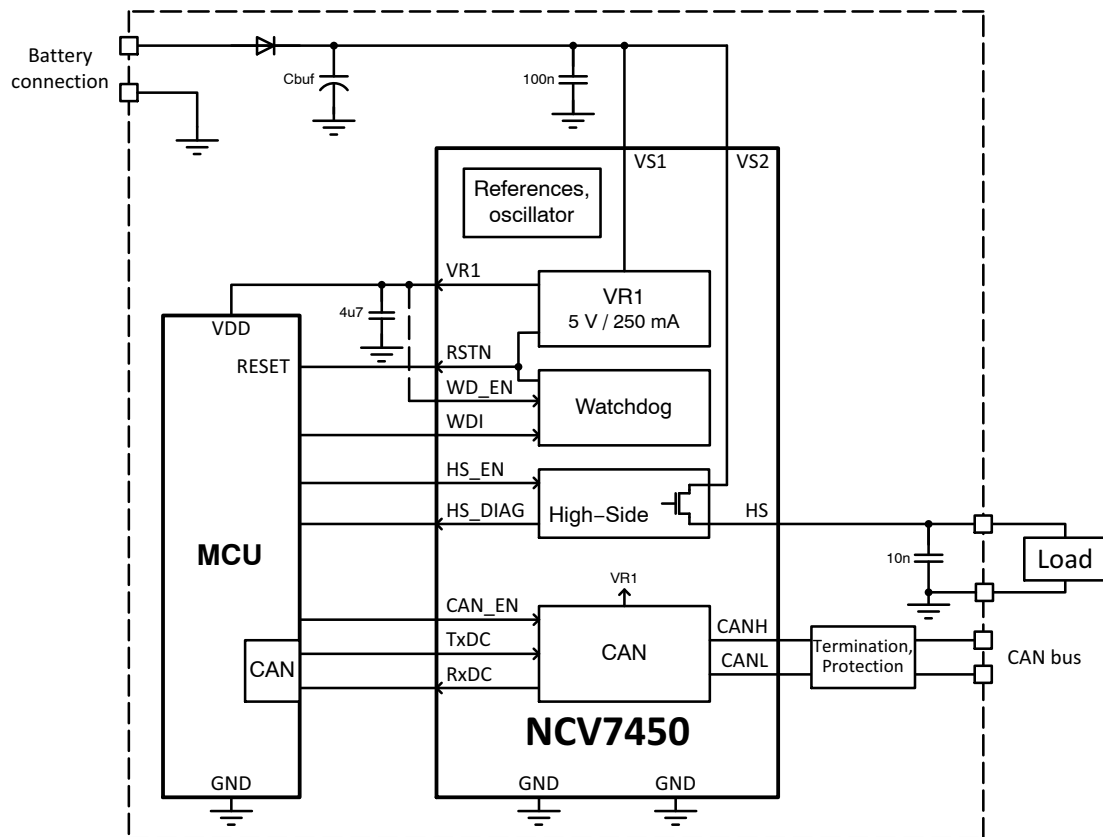 Battery
connection
Cbuf
100n
VS1
VS2
References,
oscillator
VR1
VR1
5 V / 250 mA
4u7
VDD
RESET
RSTN
WD_EN
Watchdog
WDI
HS_EN
HS_DIAG
High–Side
HS
MCU
10n
Load
VR1
CAN_EN
TxDC
RxDC
CAN
CAN
CANH
CANL
Termination,
Protection
CAN bus
NCV7450
GND
GND
GND